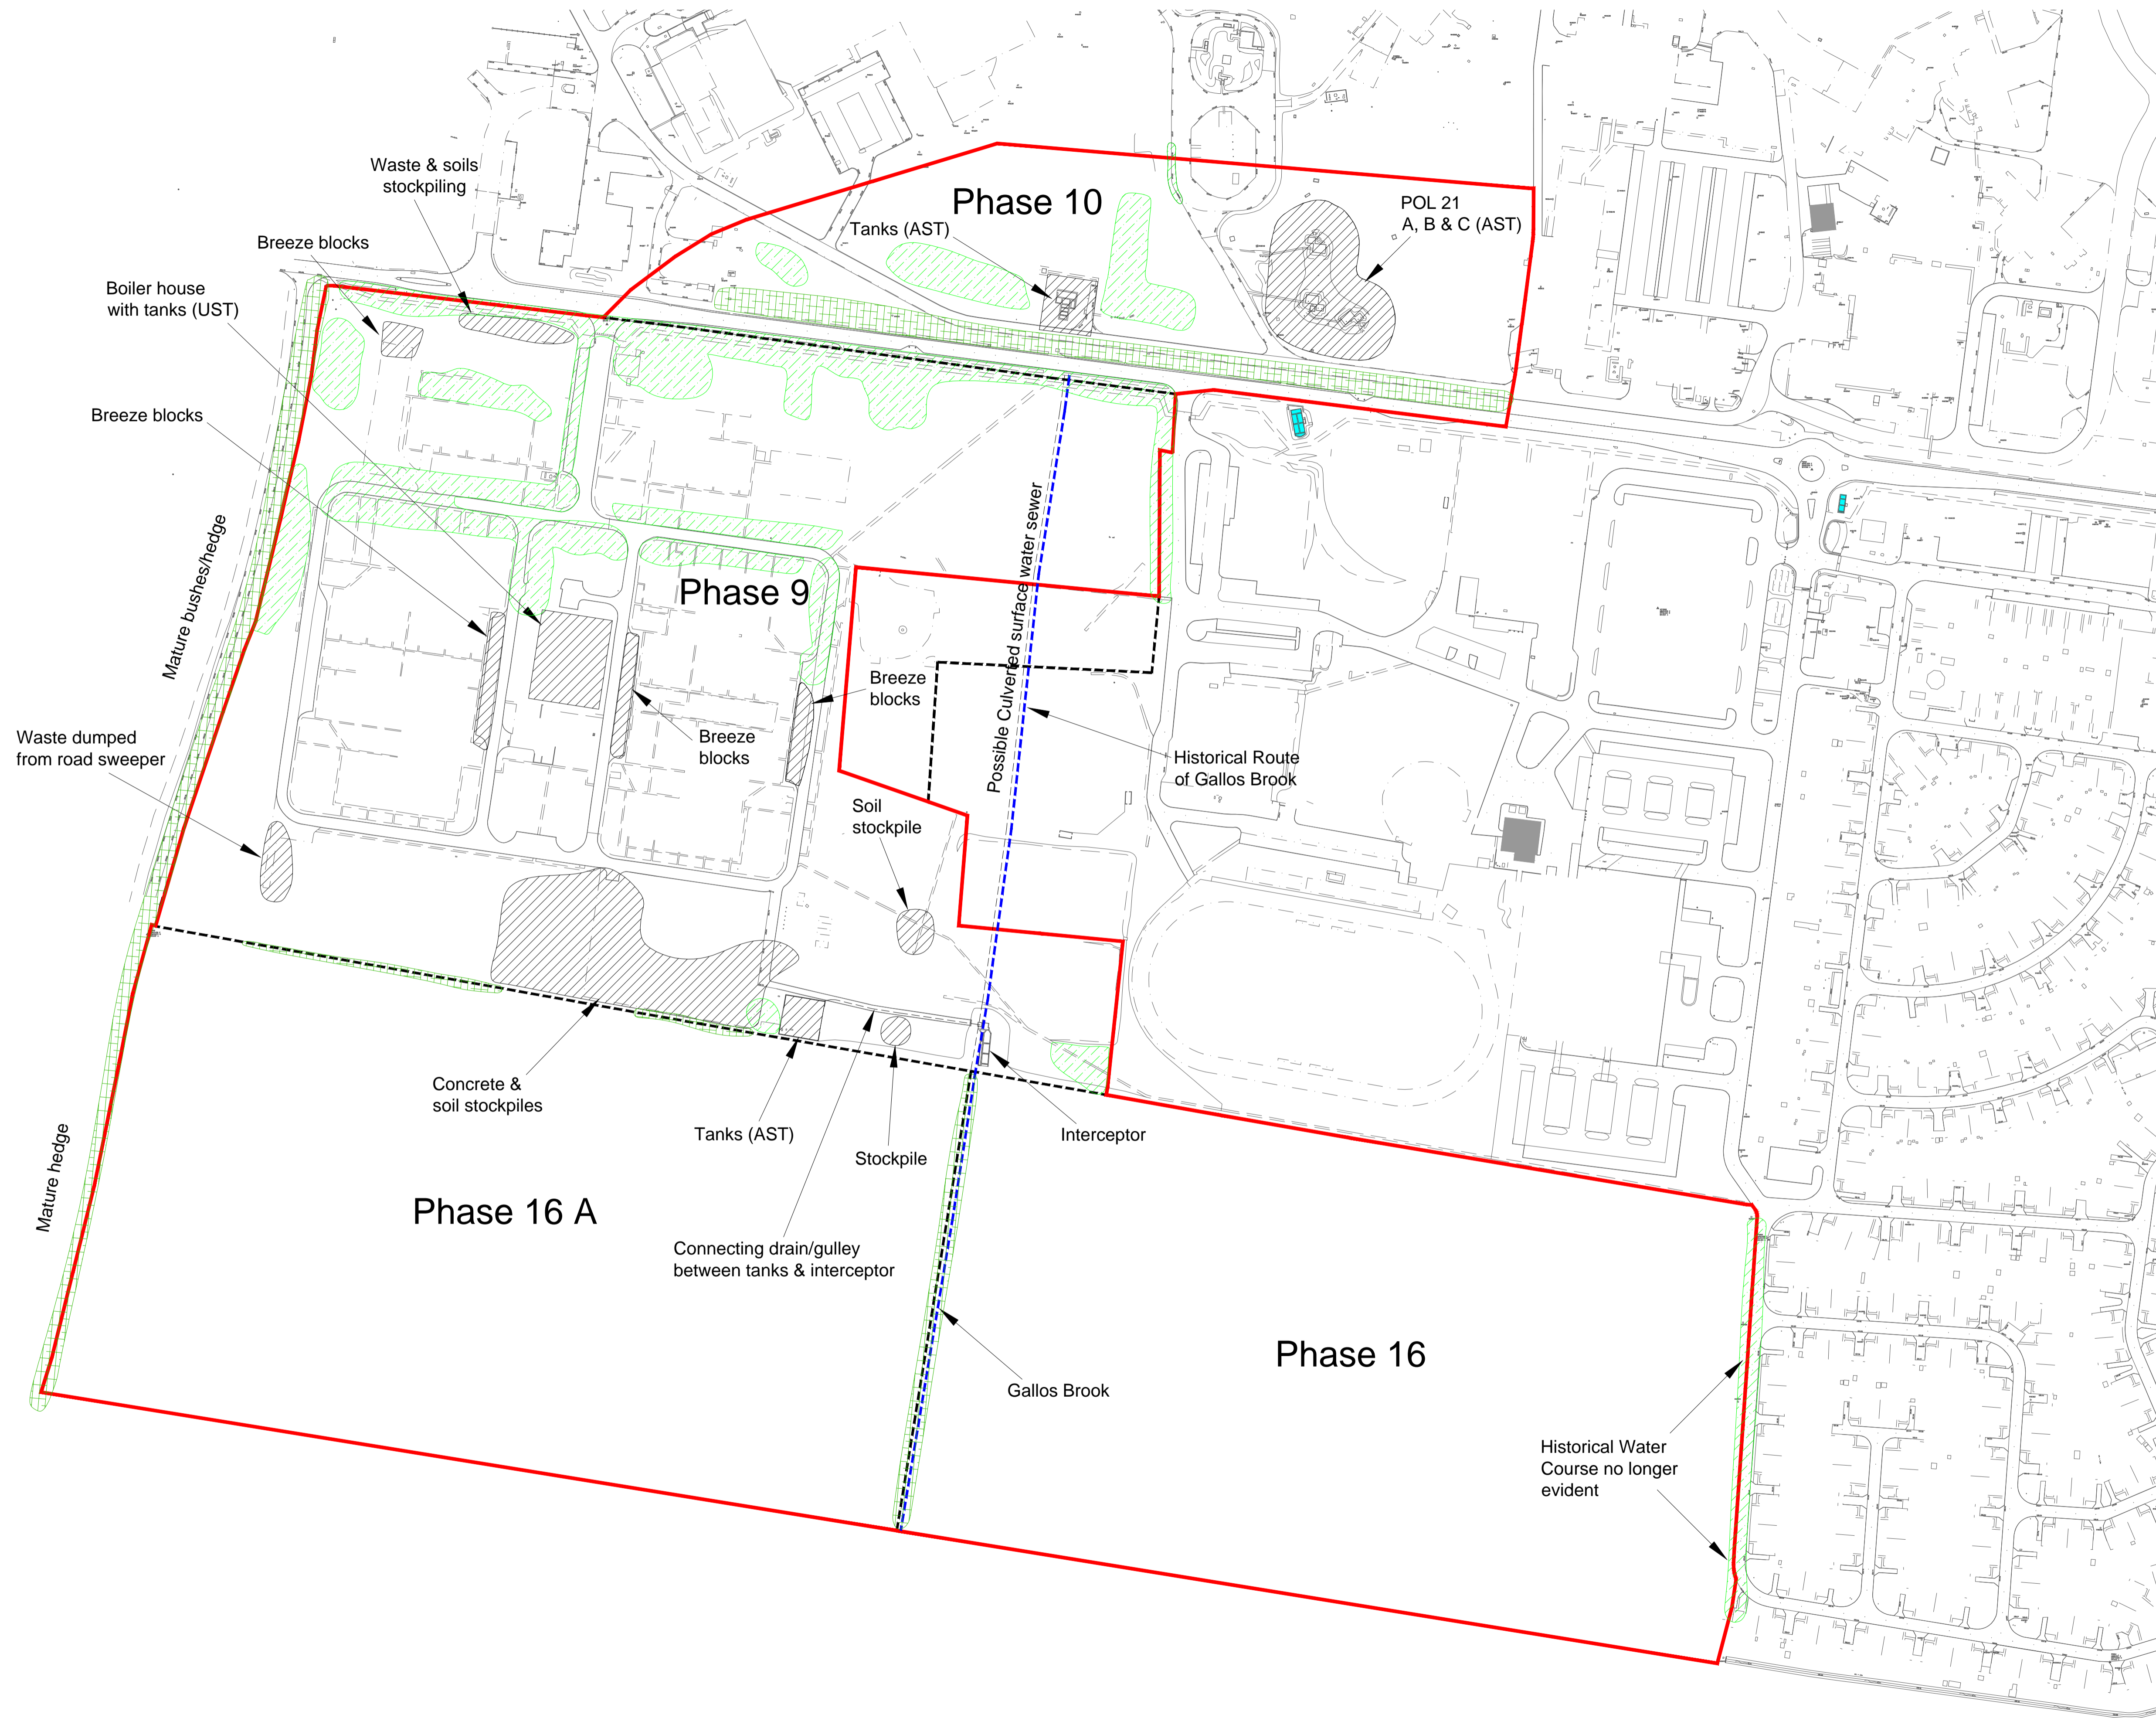 Waste & soils
stockpiling
Phase 10
POL 21
A, B & C (AST)
Tanks (AST)
Breeze blocks
Boiler house
with tanks (UST)
Breeze blocks
Mature bushes/hedge
Phase 9
Possible Culverted surface water sewer
Breeze
blocks
Breeze
blocks
Waste dumped
from road sweeper
Historical Route
of Gallos Brook
Soil
stockpile
Concrete &
soil stockpiles
Tanks (AST)
Stockpile
Interceptor
Mature hedge
Phase 16 A
Connecting drain/gulley
between tanks & interceptor
Phase 16
Gallos Brook
Historical Water
Course no longer
evident